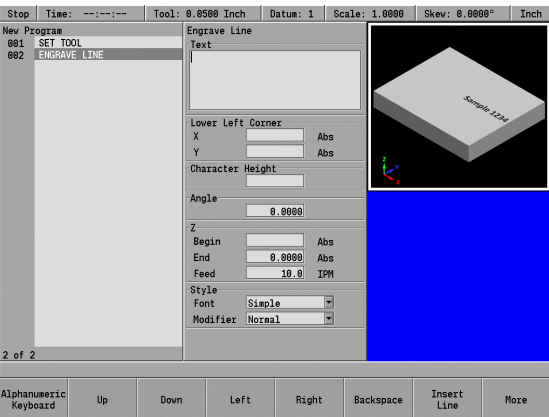 Stop Time: --:--:-- Tool: 0.0500 Inch Datum: 1 Scale: 1.0000 Skew: 0.0000° Inch
New Program
001 SET TOOL
002 ENGRAVE LINE
2 of 2
Engrave Line
Text
Lower Left Corner
X Abs
Y Abs
Character Height
Angle
0.0000
Z
Begin Abs
End 0.0000 Abs
Feed 10.0 IPM
Style
Font Simple
Modifier Normal
Sample 1234
Z
Y
X
Alphanumeric Keyboard Up Down Left Right Backspace Insert Line More